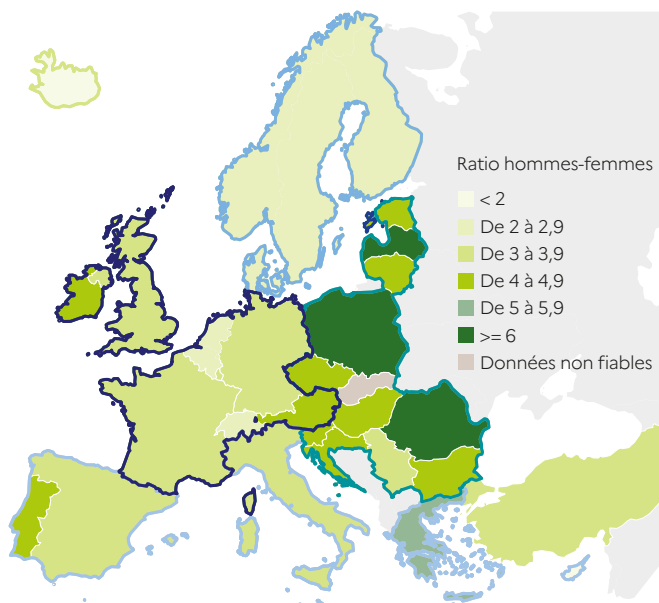 Ratio hommes-femmes
< 2
De 2 à 2,9
De 3 à 3,9
De 4 à 4,9
De 5 à 5,9
>= 6
Données non fiables